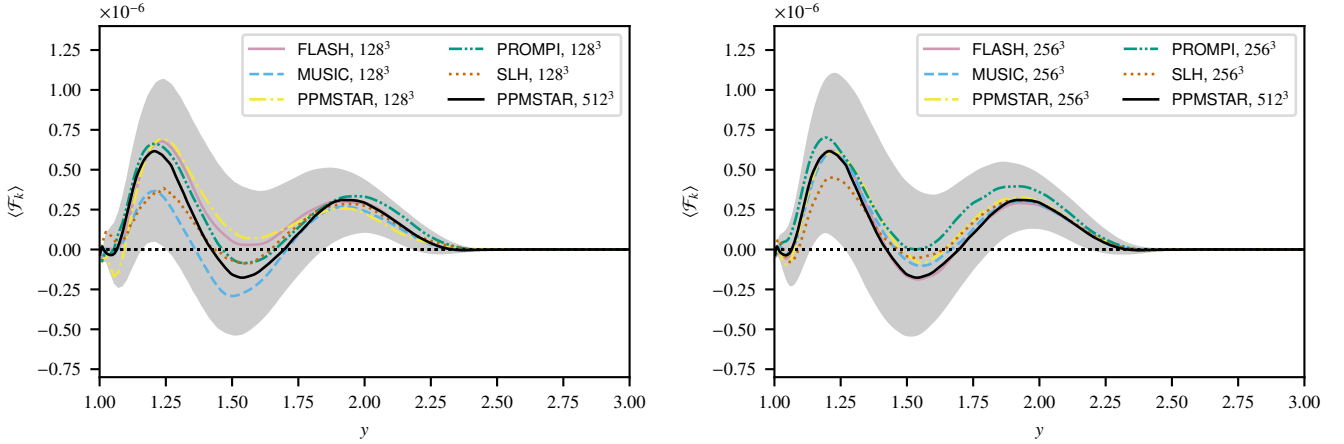 ×10⁻⁶
1.25
1.00
0.75
0.50
0.25
0.00
−0.25
−0.50
−0.75
⟨ℱₖ⟩
FLASH, 128³
MUSIC, 128³
PPMSTAR, 128³
PROMPI, 128³
SLH, 128³
PPMSTAR, 512³
1.00 1.25 1.50 1.75 2.00 2.25 2.50 2.75 3.00
y
×10⁻⁶
1.25
1.00
0.75
0.50
0.25
0.00
−0.25
−0.50
−0.75
⟨ℱₖ⟩
FLASH, 256³
MUSIC, 256³
PPMSTAR, 256³
PROMPI, 256³
SLH, 256³
PPMSTAR, 512³
1.00 1.25 1.50 1.75 2.00 2.25 2.50 2.75 3.00
y